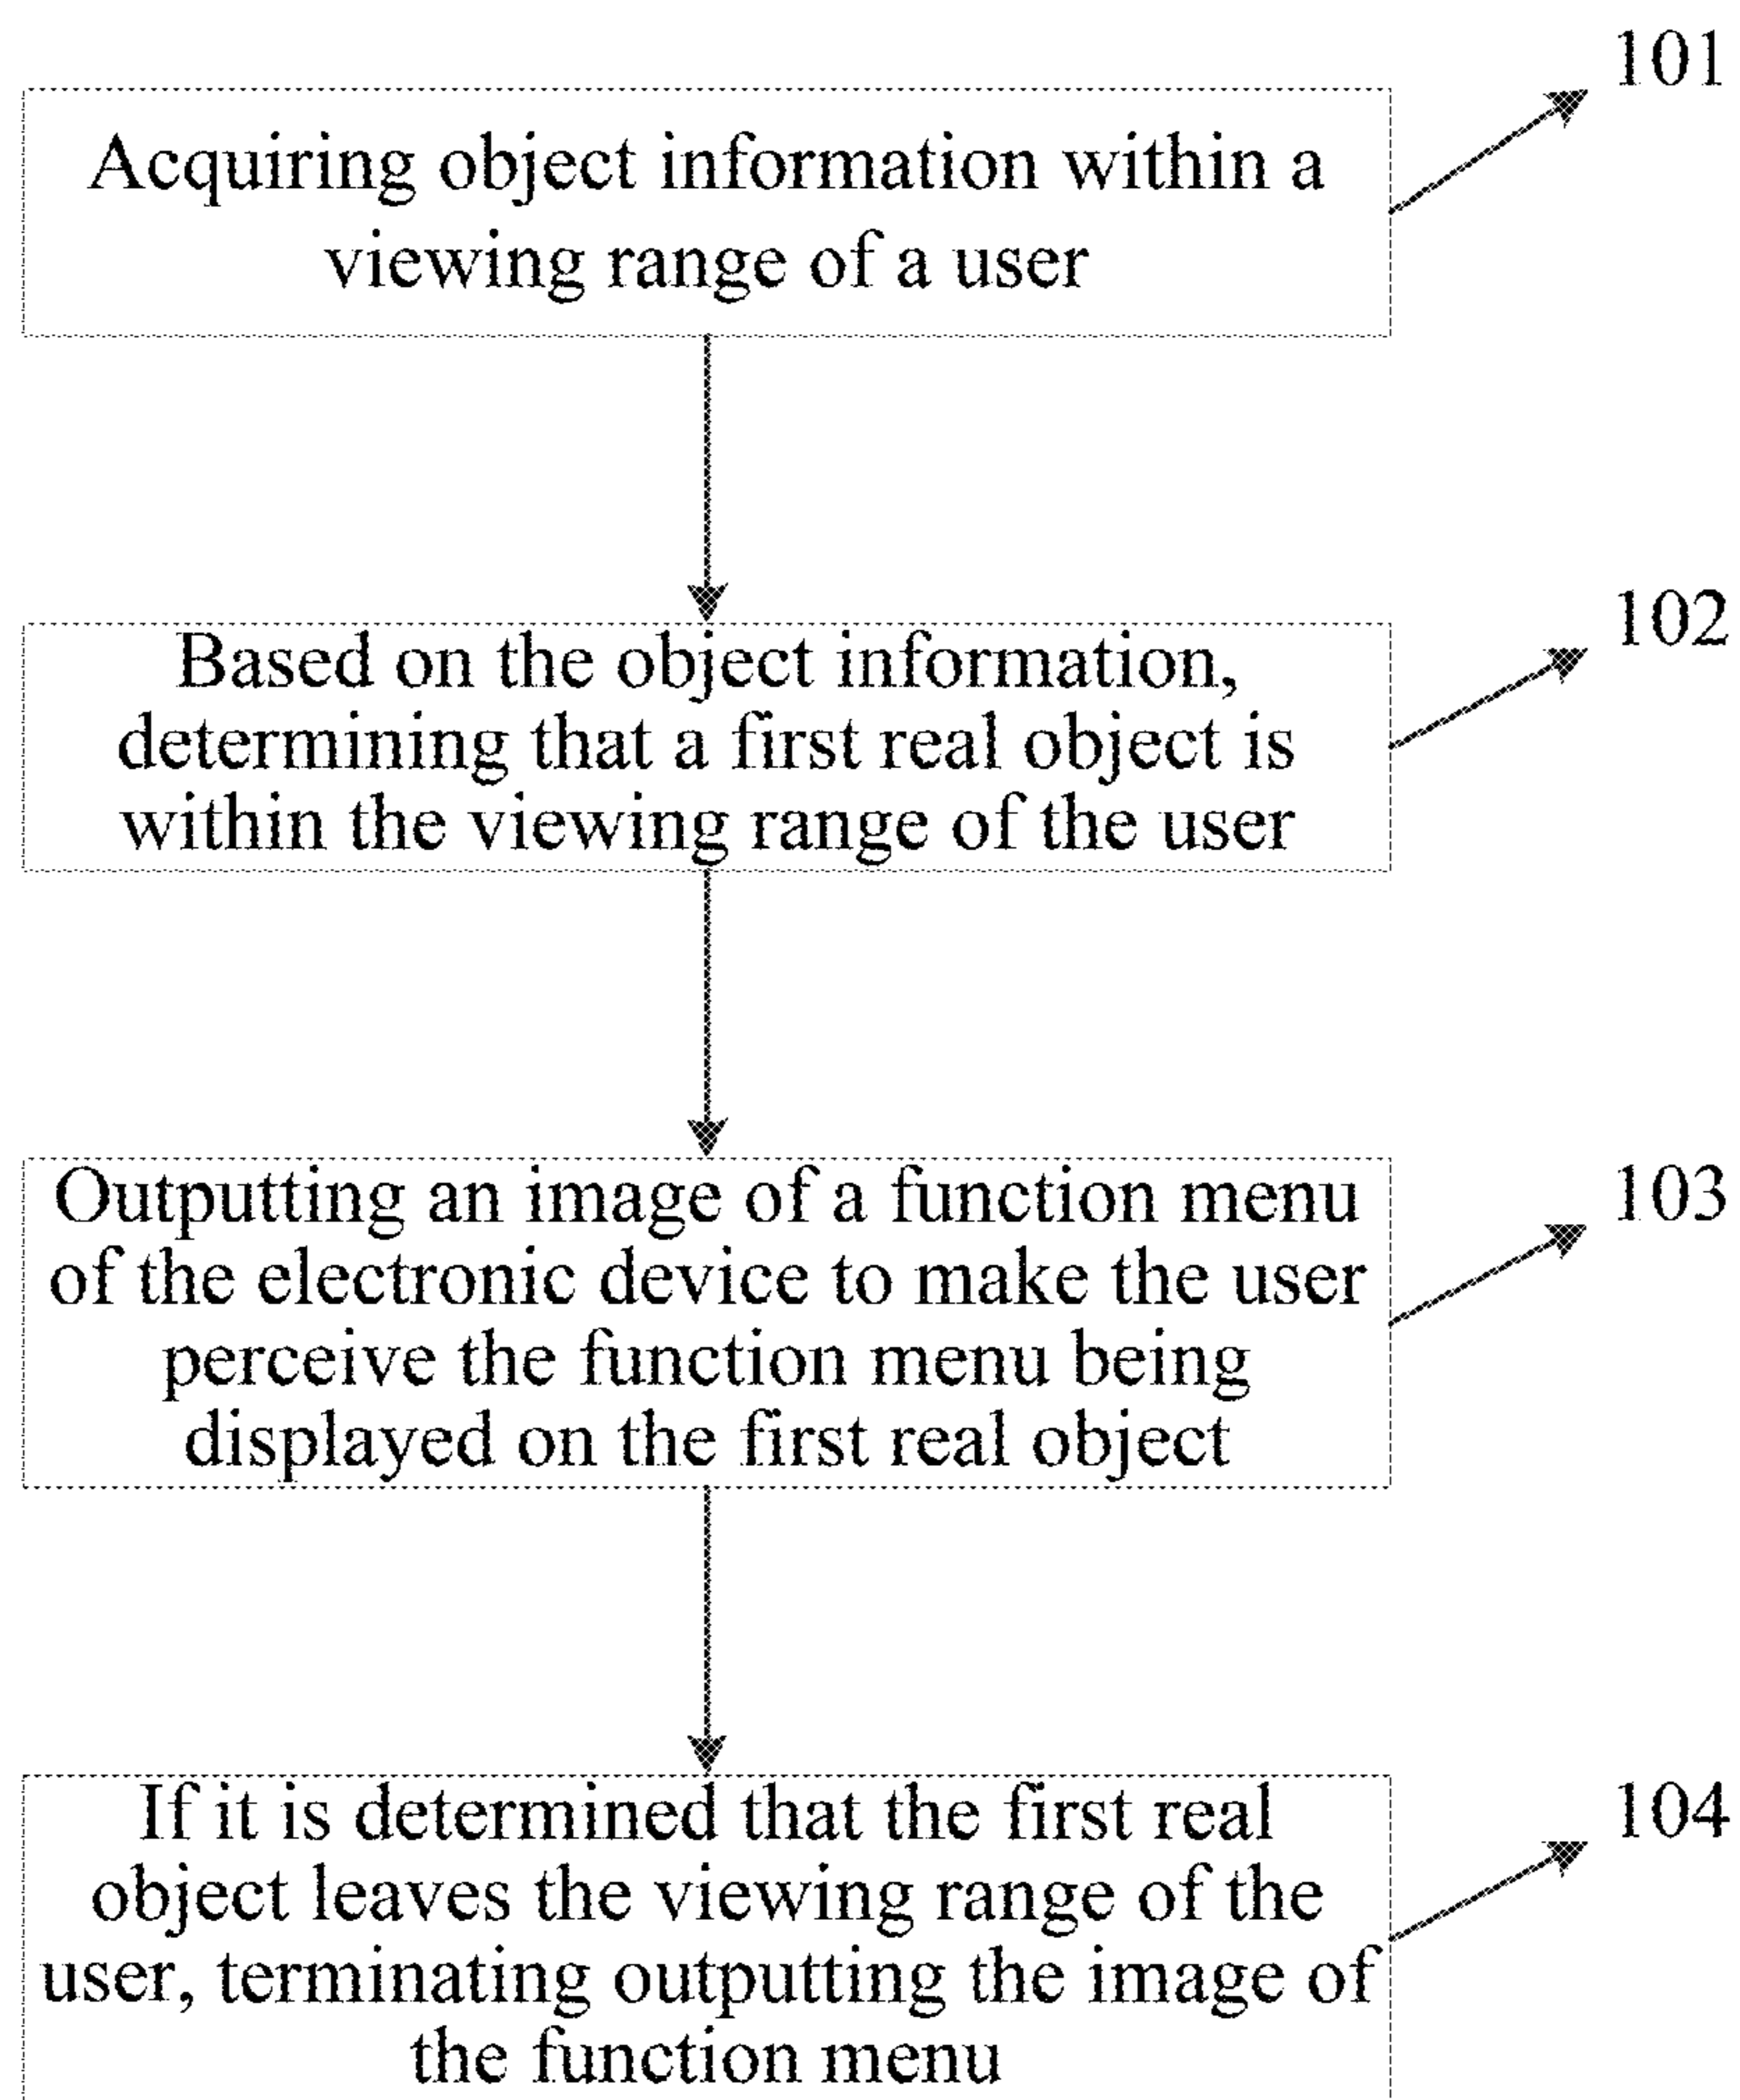 101
Acquiring object information within a
viewing range of a user
102
Based on the object information,
determining that a first real object is
within the viewing range of the user
103
Outputting an image of a function menu
of the electronic device to make the user
perceive the function menu being
displayed on the first real object
104
If it is determined that the first real
object leaves the viewing range of the
user, terminating outputting the image of
the function menu